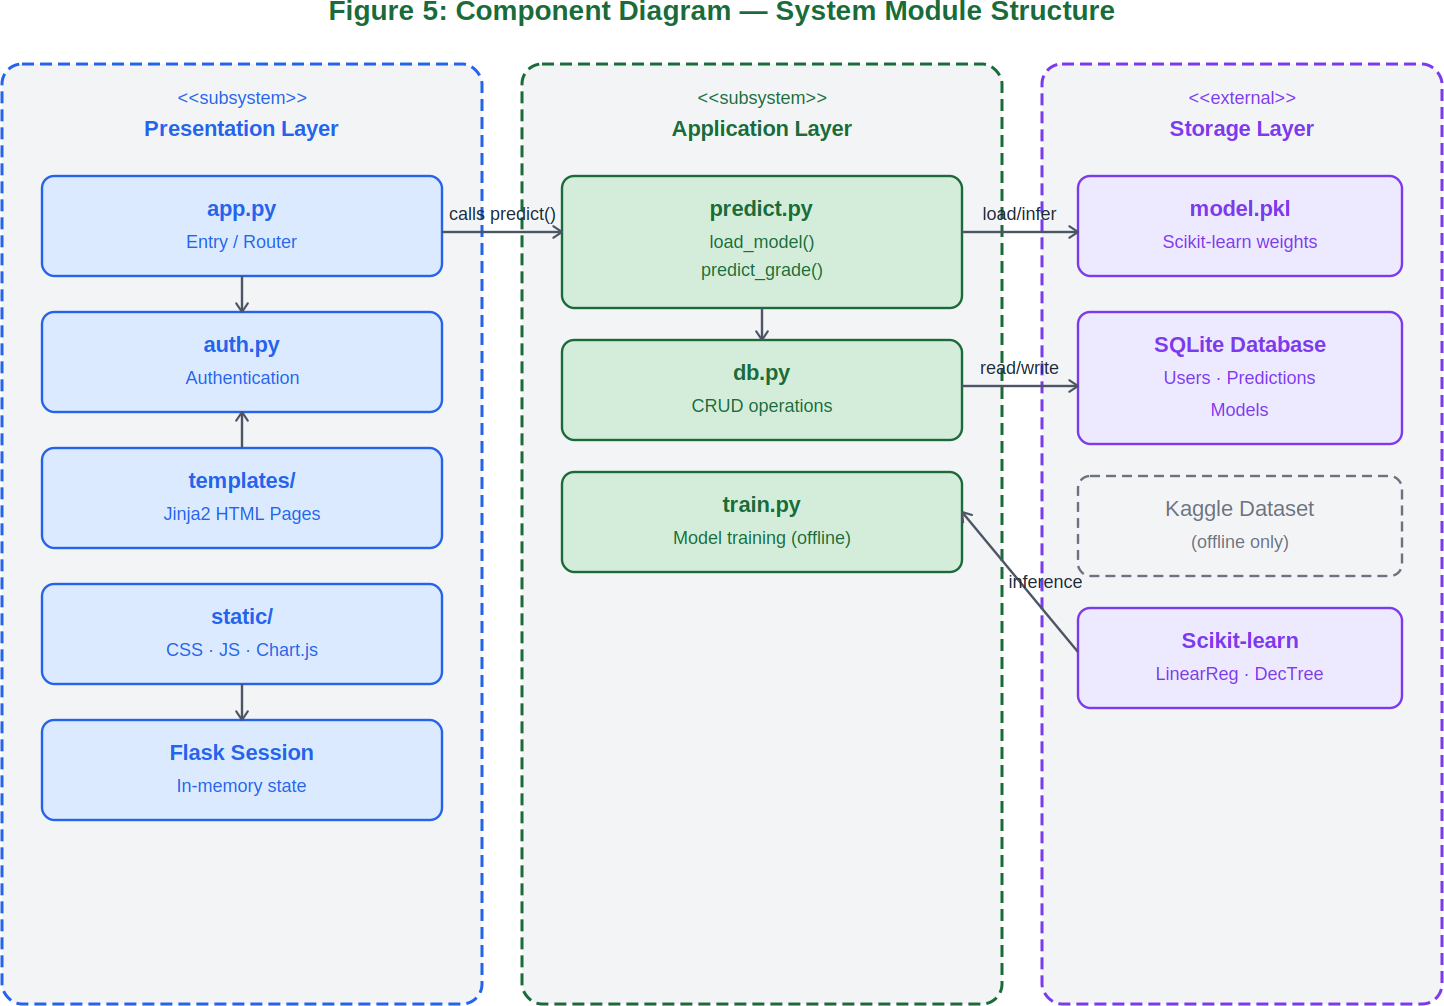 Figure 5: Component Diagram — System Module Structure
<<subsystem>>
Presentation Layer
app.py
Entry / Router
auth.py
Authentication
templates/
Jinja2 HTML Pages
static/
CSS · JS · Chart.js
Flask Session
In-memory state
calls predict()
<<subsystem>>
Application Layer
predict.py
load_model()
predict_grade()
db.py
CRUD operations
train.py
Model training (offline)
load/infer
read/write
inference
<<external>>
Storage Layer
model.pkl
Scikit-learn weights
SQLite Database
Users · Predictions
Models
Kaggle Dataset
(offline only)
Scikit-learn
LinearReg · DecTree